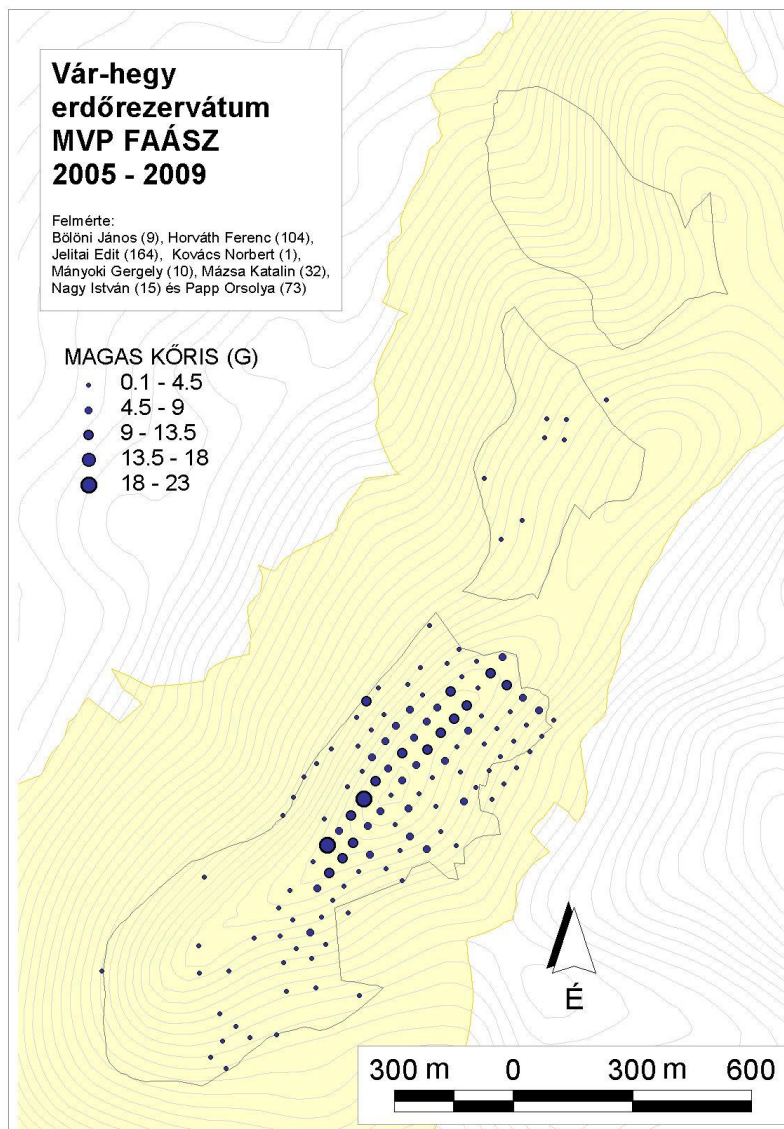 Vár-hegy
erdőrezervátum
MVP FAÁSZ
2005 - 2009
Felmérte:
Bölöni János (9), Horváth Ferenc (104),
Jelitai Edit (164), Kovács Norbert (1),
Mányoki Gergely (10), Mázsa Katalin (32),
Nagy István (15) és Papp Orsolya (73)
MAGAS KŐRIS (G)
0.1 - 4.5
4.5 - 9
9 - 13.5
13.5 - 18
18 - 23
É
300 m 0 300 m 600